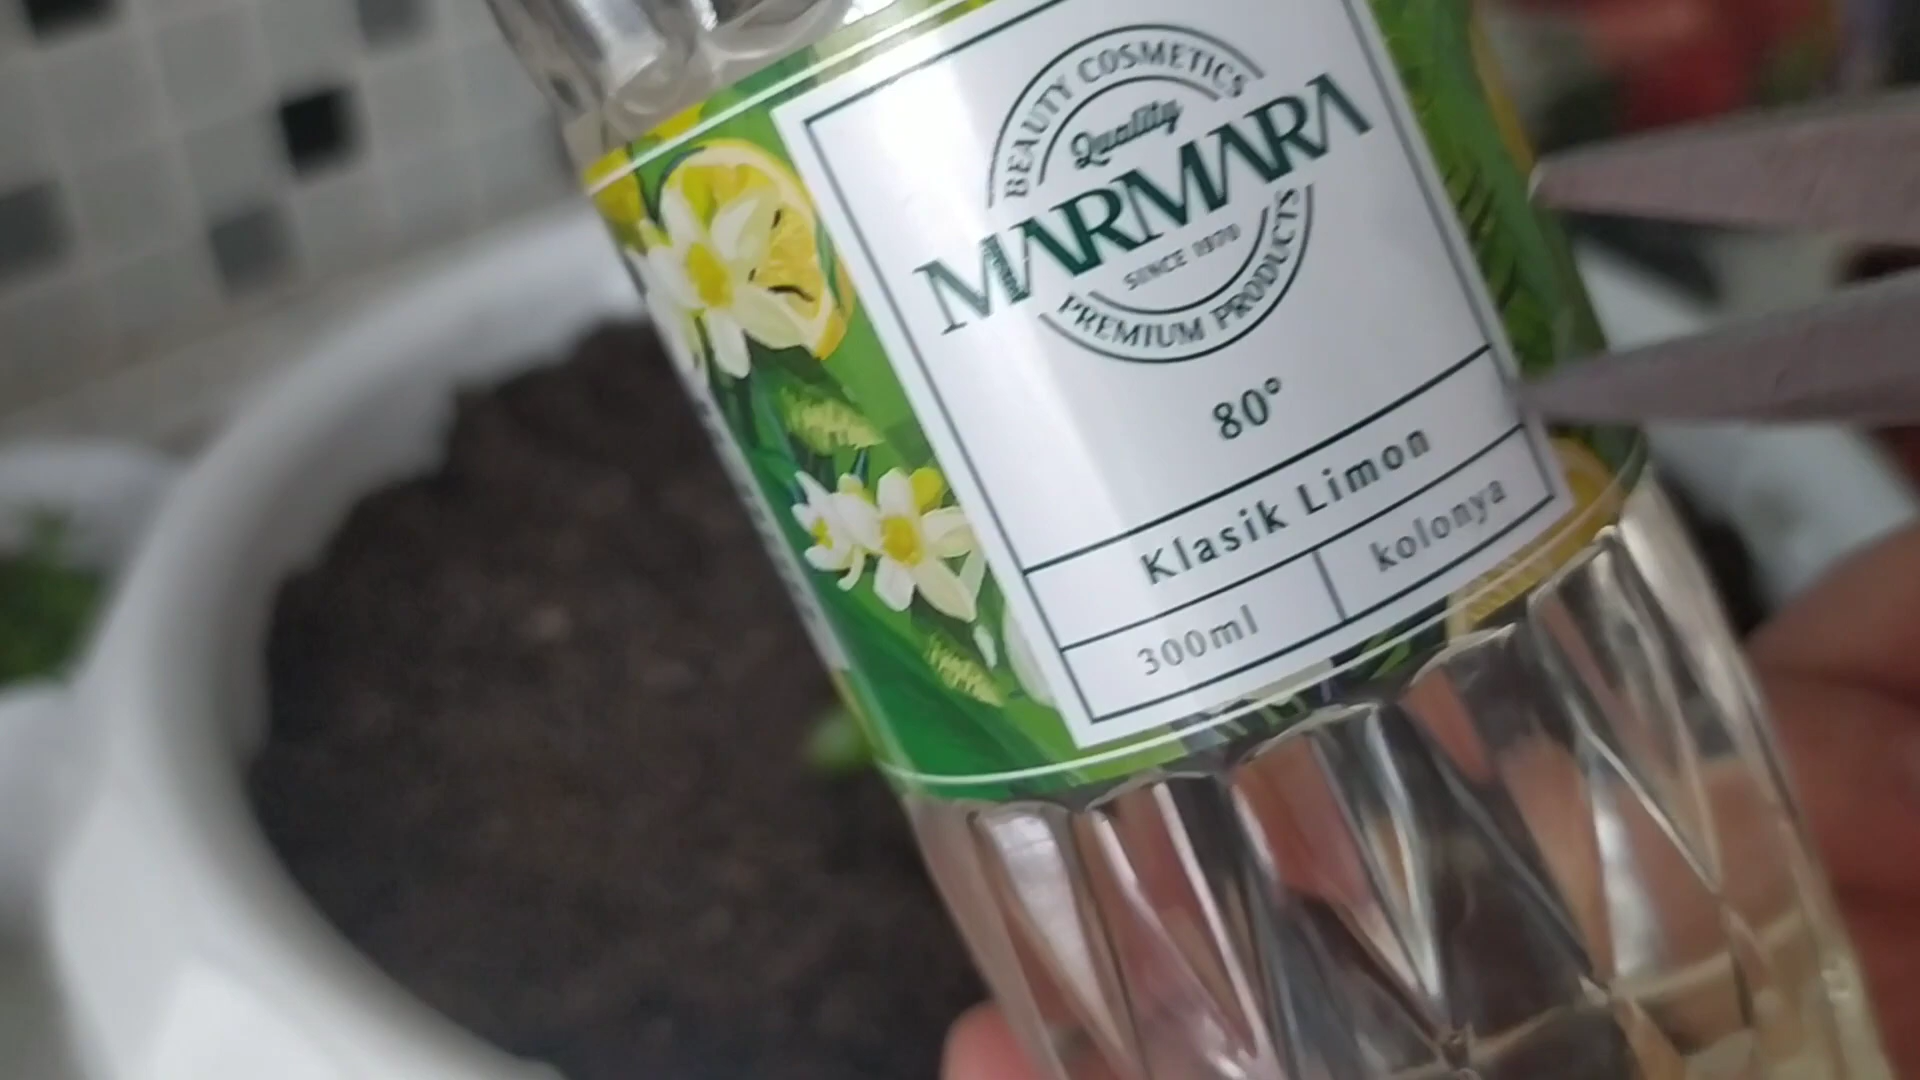 BEAUTY COSMETICS
Quality
MARMARA
SINCE 1970
PREMIUM PRODUCTS
80°
Klasik Limon
300ml
kolonya